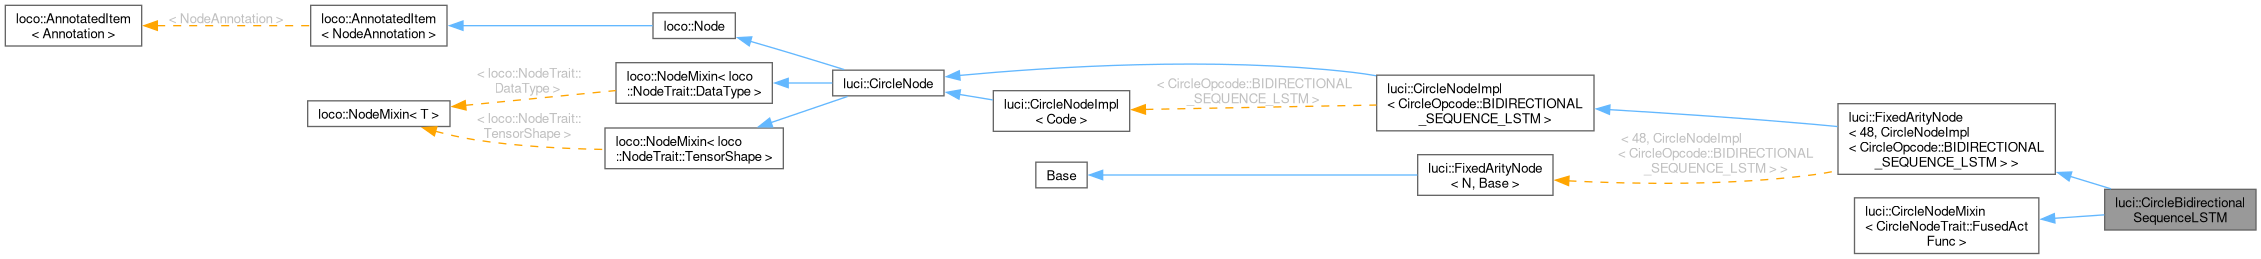 loco::AnnotatedItem
< Annotation >
< NodeAnnotation >
loco::AnnotatedItem
< NodeAnnotation >
loco::Node
loco::NodeMixin< T >
< loco::NodeTrait::
DataType >
< loco::NodeTrait::
TensorShape >
loco::NodeMixin< loco
::NodeTrait::DataType >
loco::NodeMixin< loco
::NodeTrait::TensorShape >
luci::CircleNode
luci::CircleNodeImpl
< Code >
< CircleOpcode::BIDIRECTIONAL
_SEQUENCE_LSTM >
luci::CircleNodeImpl
< CircleOpcode::BIDIRECTIONAL
_SEQUENCE_LSTM >
Base
luci::FixedArityNode
< N, Base >
< 48, CircleNodeImpl
< CircleOpcode::BIDIRECTIONAL
_SEQUENCE_LSTM > >
luci::FixedArityNode
< 48, CircleNodeImpl
< CircleOpcode::BIDIRECTIONAL
_SEQUENCE_LSTM > >
luci::CircleNodeMixin
< CircleNodeTrait::FusedAct
Func >
luci::CircleBidirectional
SequenceLSTM